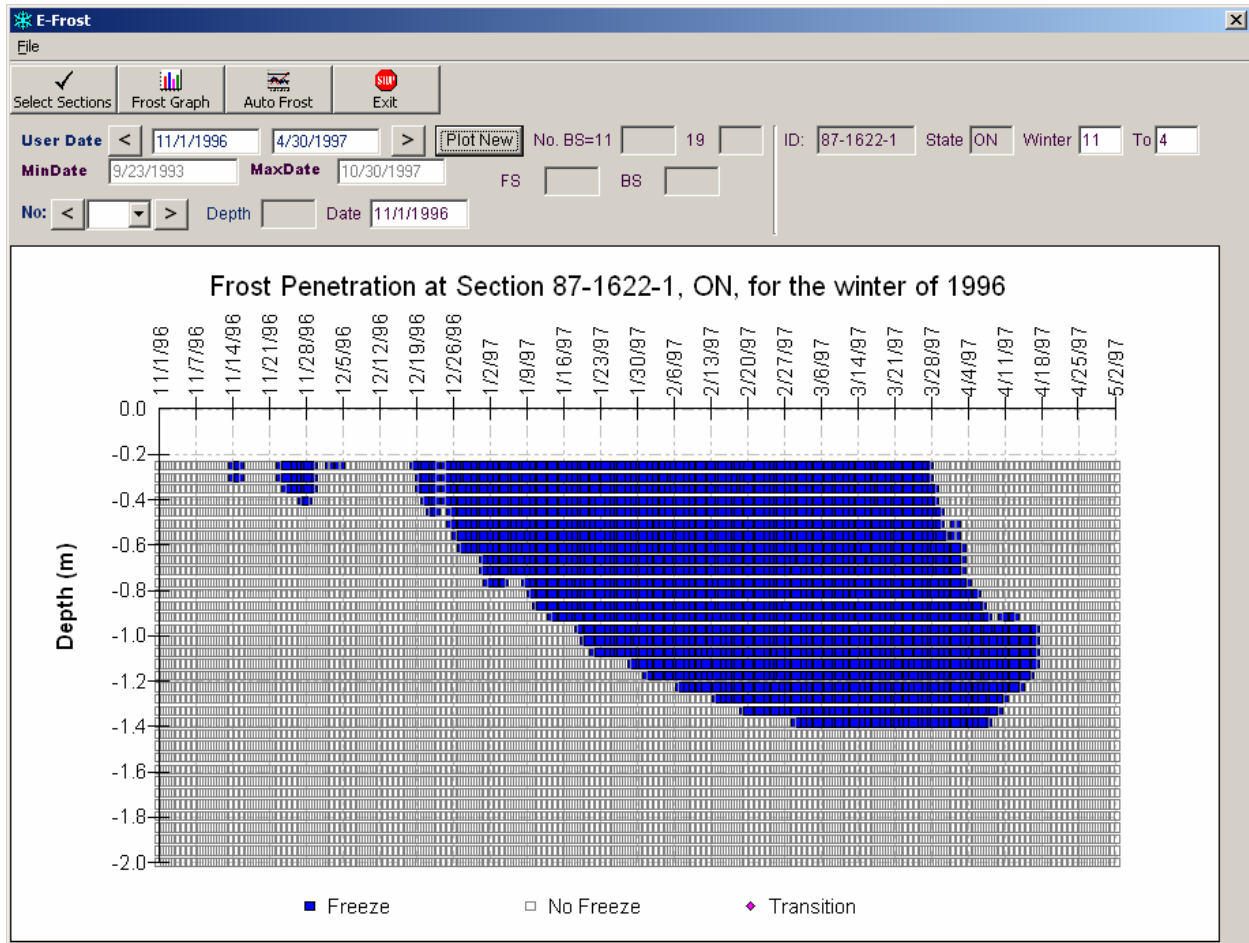 E-Frost
File
Select Sections Frost Graph Auto Frost STOP Exit
User Date < 11/1/1996 4/30/1997 > Plot New No. BS=11 19 ID: 87-1622-1 State ON Winter 11 To 4
MinDate 9/23/1993 MaxDate 10/30/1997 FS BS
No: < > Depth Date 11/1/1996
Frost Penetration at Section 87-1622-1, ON, for the winter of 1996
11/1/96 11/7/96 11/14/96 11/21/96 11/28/96 12/5/96 12/12/96 12/19/96 12/26/96 1/2/97 1/9/97 1/16/97 1/23/97 1/30/97 2/6/97 2/13/97 2/20/97 2/27/97 3/6/97 3/14/97 3/21/97 3/28/97 4/4/97 4/11/97 4/18/97 4/25/97 5/2/97
0.0
-0.2
-0.4
-0.6
-0.8
-1.0
-1.2
-1.4
-1.6
-1.8
-2.0
Depth (m)
Freeze No Freeze Transition